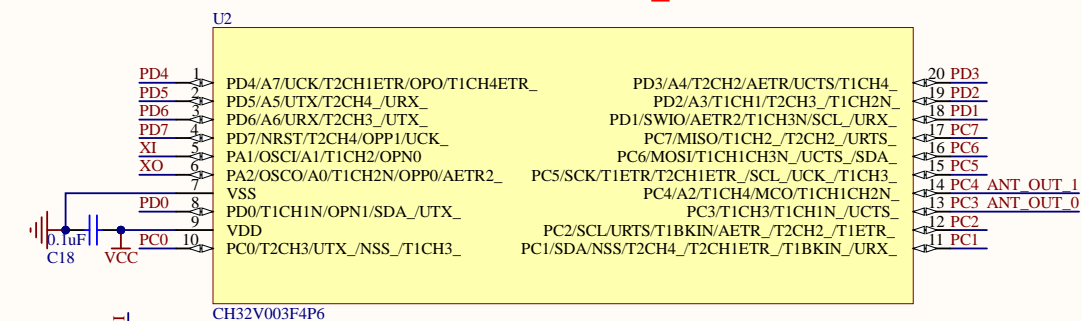 U2
PD4 1 PD4/A7/UCK/T2CH1ETR/OPO/T1CH4ETR_ PD3/A4/T2CH2/AETR/UCTS/T1CH4_ 20 PD3
PD5 2 PD5/A5/UTX/T2CH4_/URX_ PD2/A3/T1CH1/T2CH3_/T1CH2N_ 19 PD2
PD6 3 PD6/A6/URX/T2CH3_/UTX_ PD1/SWIO/AETR2/T1CH3N/SCL_/URX_ 18 PD1
PD7 4 PD7/NRST/T2CH4/OPP1/UCK_ PC7/MISO/T1CH2_/T2CH2_/URTS_ 17 PC7
XI 5 PA1/OSCI/A1/T1CH2/OPN0 PC6/MOSI/T1CH1CH3N_/UCTS_/SDA_ 16 PC6
XO 6 PA2/OSCO/A0/T1CH2N/OPP0/AETR2_ PC5/SCK/T1ETR/T2CH1ETR_/SCL_/UCK_/T1CH3_ 15 PC5
7 VSS PC4/A2/T1CH4/MCO/T1CH1CH2N_ 14 PC4 ANT_OUT_1
PD0 8 PD0/T1CH1N/OPN1/SDA_/UTX_ PC3/T1CH3/T1CH1N_/UCTS_ 13 PC3 ANT_OUT_0
9 VDD PC2/SCL/URTS/T1BKIN/AETR_/T2CH2_/T1ETR_ 12 PC2
0.1uF PC0 10 PC0/T2CH3/UTX_/NSS_/T1CH3_ PC1/SDA/NSS/T2CH4_/T2CH1ETR_/T1BKIN_/URX_ 11 PC1
C18 VCC
CH32V003F4P6